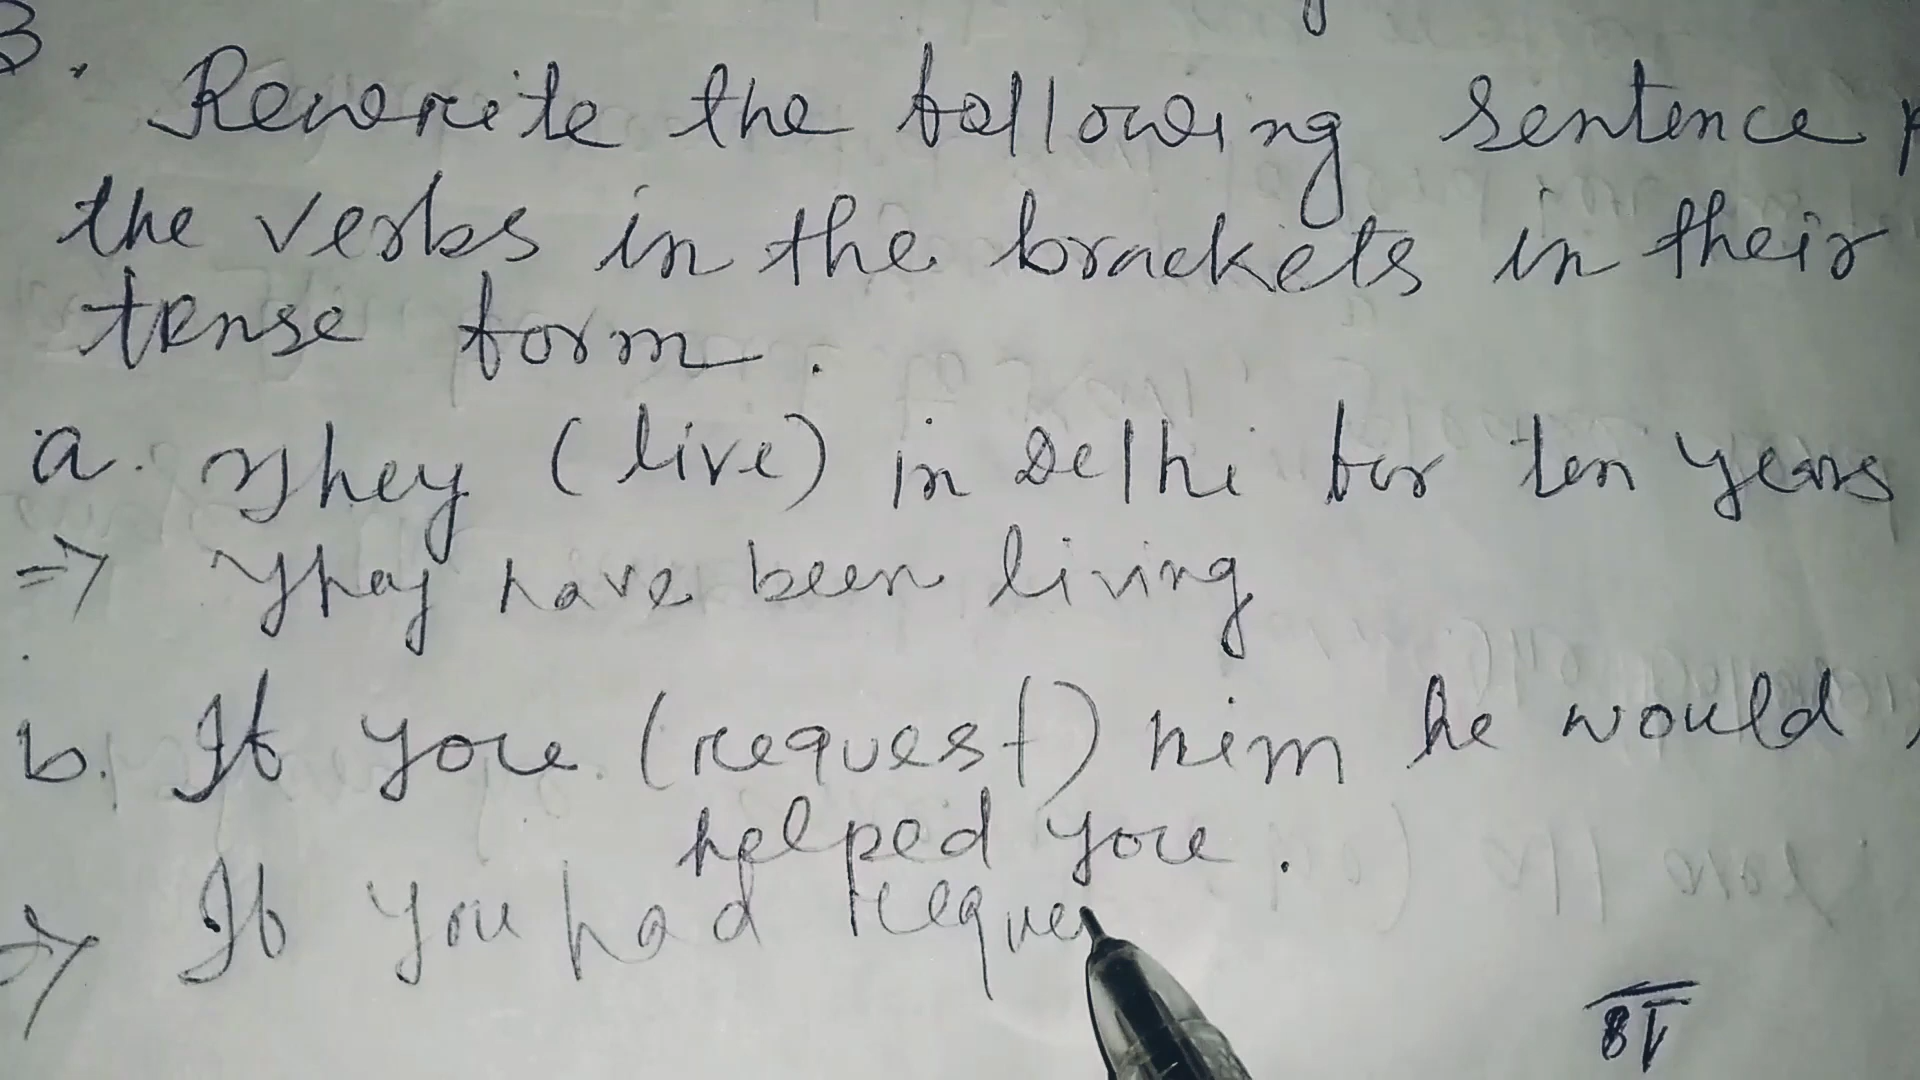 3. Rewrite the following sentence
the verbs in the brackets in their
tense form.
a. They (live) in Delhi for ten years
⇒ They have been living
b. If you (request) him he would
helped you.
⇒ If you had reque